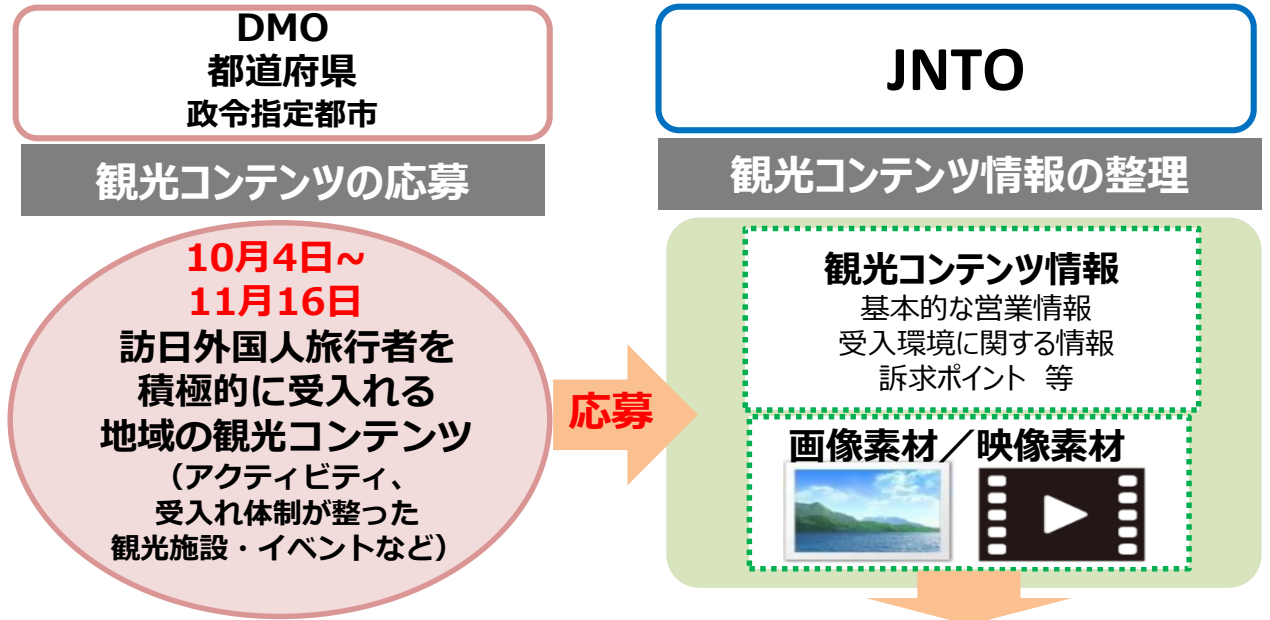 DMO
都道府県
政令指定都市
観光コンテンツの応募
10月4日~
11月16日
訪日外国人旅行者を
積極的に受入れる
地域の観光コンテンツ
（アクティビティ、
受入れ体制が整った
観光施設・イベントなど）
応募
JNTO
観光コンテンツ情報の整理
観光コンテンツ情報
基本的な営業情報
受入環境に関する情報
訴求ポイント 等
画像素材／映像素材